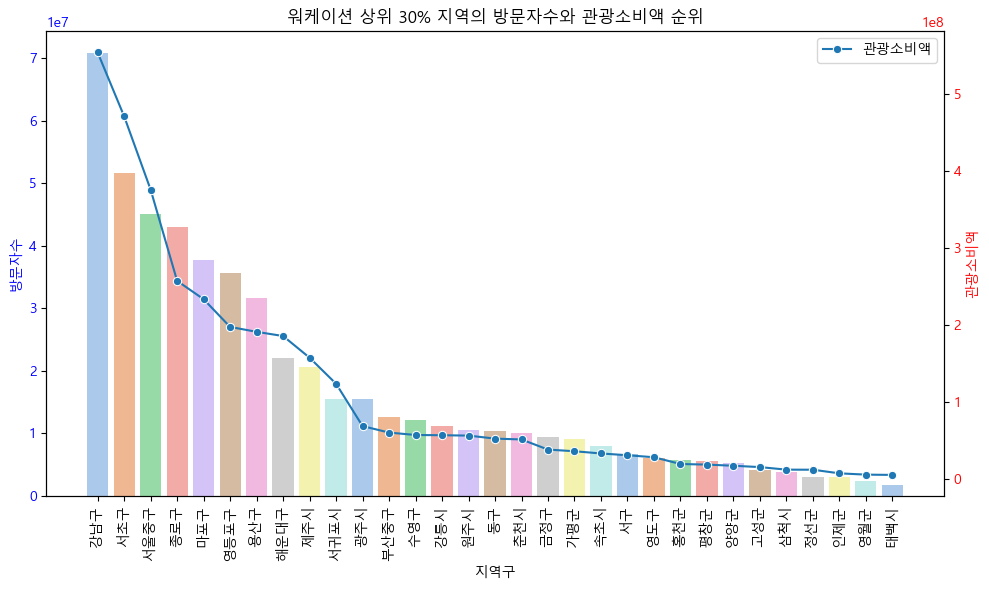 워케이션 상위 30% 지역의 방문자수와 관광소비액 순위
1e7
1e8
관광소비액
7
6
5
4
3
2
1
0
방문자수
5
4
3
2
1
0
관광소비액
강남구
서초구
서울중구
종로구
마포구
영등포구
용산구
해운대구
제주시
서귀포시
광주시
부산중구
수영구
강릉시
원주시
동구
춘천시
금정구
가평군
속초시
서구
영도구
홍천군
평창군
양양군
고성군
삼척시
정선군
인제군
영월군
태백시
지역구